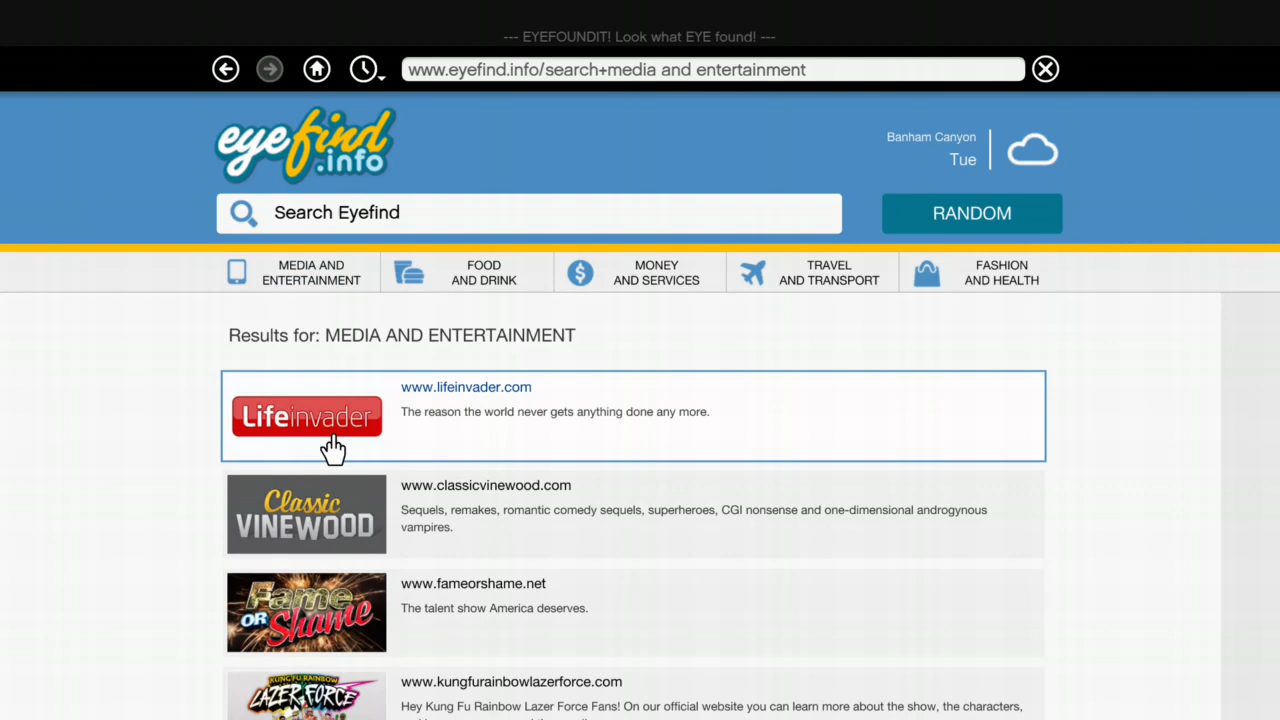 --- EYEFOUNDIT! Look what EYE found! ---
www.eyefind.info/search+media and entertainment
eyefind
.info
Banham Canyon
Tue
Search Eyefind
RANDOM
MEDIA AND
ENTERTAINMENT
FOOD
AND DRINK
MONEY
AND SERVICES
TRAVEL
AND TRANSPORT
FASHION
AND HEALTH
Results for: MEDIA AND ENTERTAINMENT
Lifeinvader
www.lifeinvader.com
The reason the world never gets anything done any more.
Classic
VINEWOOD
www.classicvinewood.com
Sequels, remakes, romantic comedy sequels, superheroes, CGI nonsense and one-dimensional androgynous
vampires.
Fame
OR Shame
www.fameorshame.net
The talent show America deserves.
KUNG FU RAINBOW
LAZER FORCE
www.kungfurainbowlazerforce.com
Hey Kung Fu Rainbow Lazer Force Fans! On our official website you can learn more about the show, the characters,